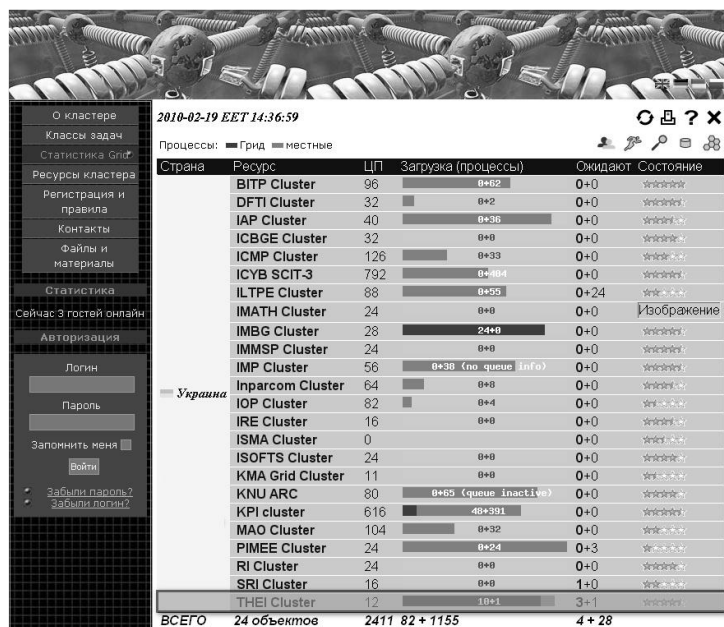 О кластере
Классы задач
Статистика Grid
Ресурсы кластера
Регистрация и
правила
Контакты
Файлы и
материалы
Статистика
Сейчас 3 гостей онлайн
Авторизация
Логин
Пароль
Запомнить меня
Войти
Забыли пароль?
Забыли логин?
2010-02-19 EET 14:36:59
Процессы: Грид местные
Страна Ресурс ЦП Загрузка (процессы) Ожидают Состояние
Украина
BITP Cluster 96 0+62 0+0
DFTI Cluster 32 0+2 0+0
IAP Cluster 40 0+36 0+0
ICBGE Cluster 32 0+0 0+0
ICMP Cluster 126 0+33 0+0
ICYB SCIT-3 792 0+404 0+0
ILTPE Cluster 88 0+55 0+24
IMATH Cluster 24 0+0 0+0 Изображение
IMBG Cluster 28 24+0 0+0
IMMSP Cluster 24 0+0 0+0
IMP Cluster 56 0+38 (no queue info) 0+0
Inparcom Cluster 64 0+8 0+0
IOP Cluster 82 0+4 0+0
IRE Cluster 16 0+0 0+0
ISMA Cluster 0 0+0
ISOFTS Cluster 24 0+0 0+0
KMA Grid Cluster 11 0+0 0+0
KNU ARC 80 0+65 (queue inactive) 0+0
KPI cluster 616 48+391 0+0
MAO Cluster 104 0+32 0+0
PIMEE Cluster 24 0+24 0+3
RI Cluster 24 0+0 0+0
SRI Cluster 16 0+0 1+0
THEI Cluster 12 10+1 3+1
ВСЕГО 24 объектов 2411 82 + 1155 4 + 28